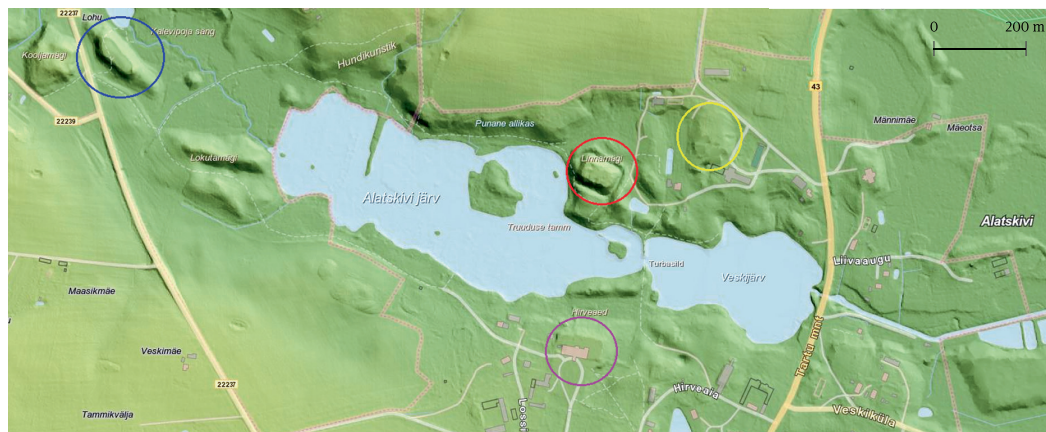 22237
Lohu
Kalevipoja säng
Kooljamägi
Hundikuristik
0 200 m
43
22239
Punane allikas
Männimäe
Mäeotsa
Lokutamägi
Linnamägi
Alatskivi järv
Truuduse tamm
Alatskivi
Turbasild
Veskijärv
Liivaaugu
Maasikmäe
Hirveaed
Tartu mnt
Veskimäe
22237
Hirveaia
Lossi
Tammikvälja
Veskiküla